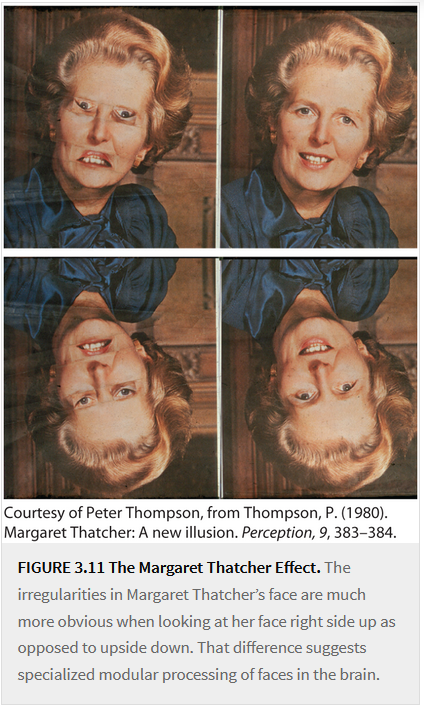 Courtesy of Peter Thompson, from Thompson, P. (1980).
Margaret Thatcher: A new illusion. Perception, 9, 383–384.
FIGURE 3.11 The Margaret Thatcher Effect. The
irregularities in Margaret Thatcher’s face are much
more obvious when looking at her face right side up as
opposed to upside down. That difference suggests
specialized modular processing of faces in the brain.